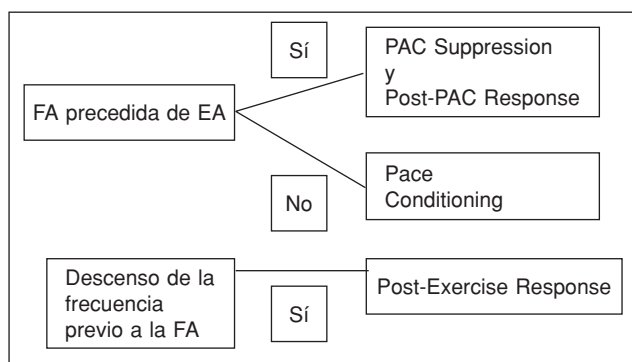 Sí
PAC Suppression
y
Post-PAC Response
FA precedida de EA
Pace
Conditioning
No
Descenso de la
frecuencia
previo a la FA
Post-Exercise Response
Sí